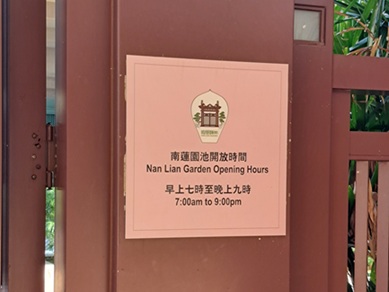 南蓮園池開放時間
Nan Lian Garden Opening Hours
早上七時至晚上九時
7:00am to 9:00pm